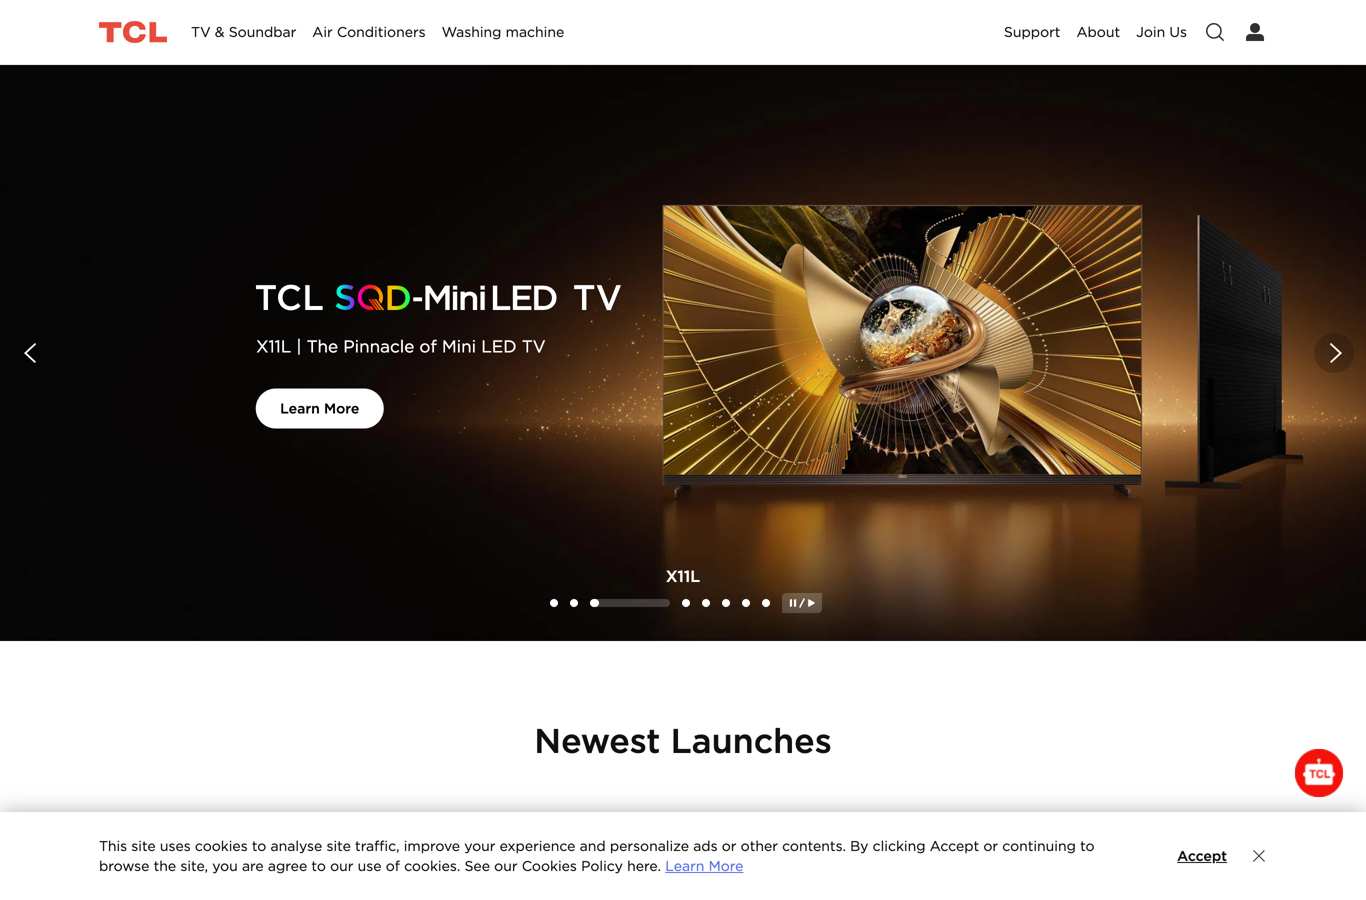 TCL
TV & Soundbar
Air Conditioners
Washing machine
Support
About
Join Us
TCL SQD-Mini LED TV
X11L | The Pinnacle of Mini LED TV
Learn More
X11L
Newest Launches
TCL
This site uses cookies to analyse site traffic, improve your experience and personalize ads or other contents. By clicking Accept or continuing to
browse the site, you are agree to our use of cookies. See our Cookies Policy here. Learn More
Accept